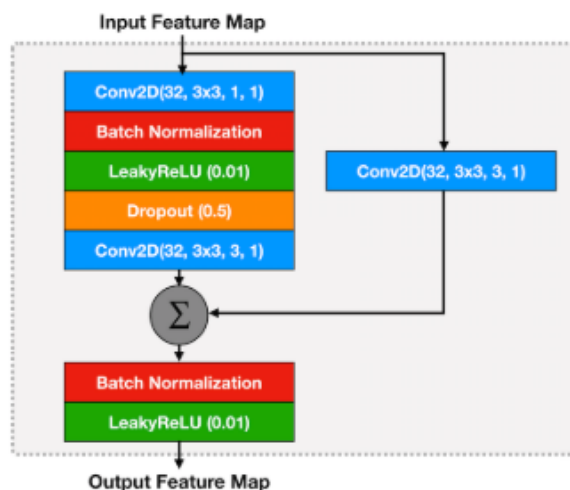 Input Feature Map
Conv2D(32, 3x3, 1, 1)
Batch Normalization
LeakyReLU (0.01)
Dropout (0.5)
Conv2D(32, 3x3, 3, 1)
Conv2D(32, 3x3, 3, 1)
Σ
Batch Normalization
LeakyReLU (0.01)
Output Feature Map